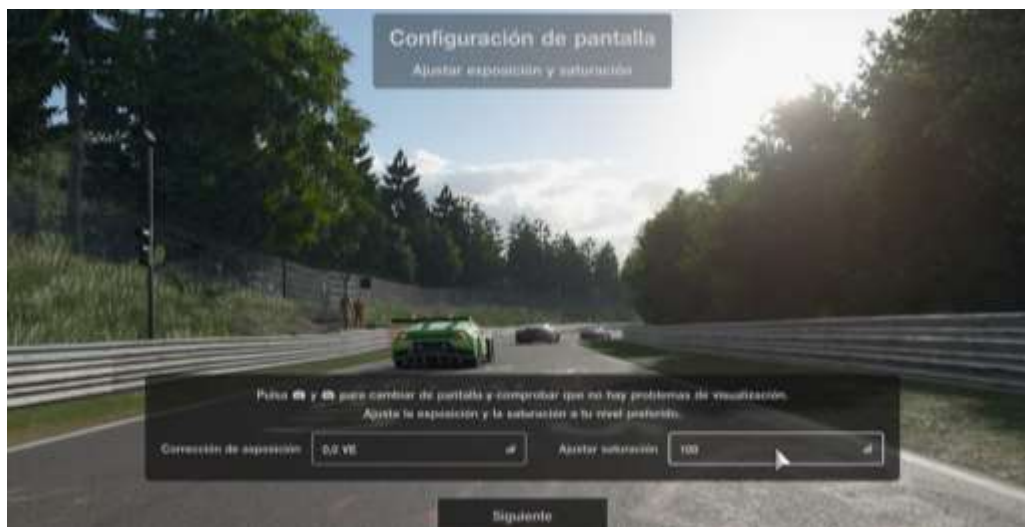 Configuración de pantalla
Ajustar exposición y saturación
Pulsa y para cambiar de pantalla y comprobar que no hay problemas de visualización.
Ajusta la exposición y la saturación a tu nivel preferido.
Corrección de exposición 0,0 VE Ajustar saturación 100
Siguiente